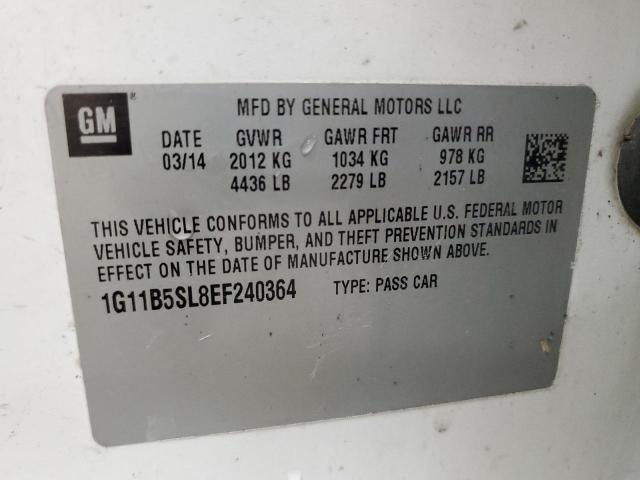 GM
MFD BY GENERAL MOTORS LLC
DATE GVWR GAWR FRT GAWR RR
03/14 2012 KG 1034 KG 978 KG
4436 LB 2279 LB 2157 LB
THIS VEHICLE CONFORMS TO ALL APPLICABLE U.S. FEDERAL MOTOR
VEHICLE SAFETY, BUMPER, AND THEFT PREVENTION STANDARDS IN
EFFECT ON THE DATE OF MANUFACTURE SHOWN ABOVE.
1G11B5SL8EF240364 TYPE: PASS CAR